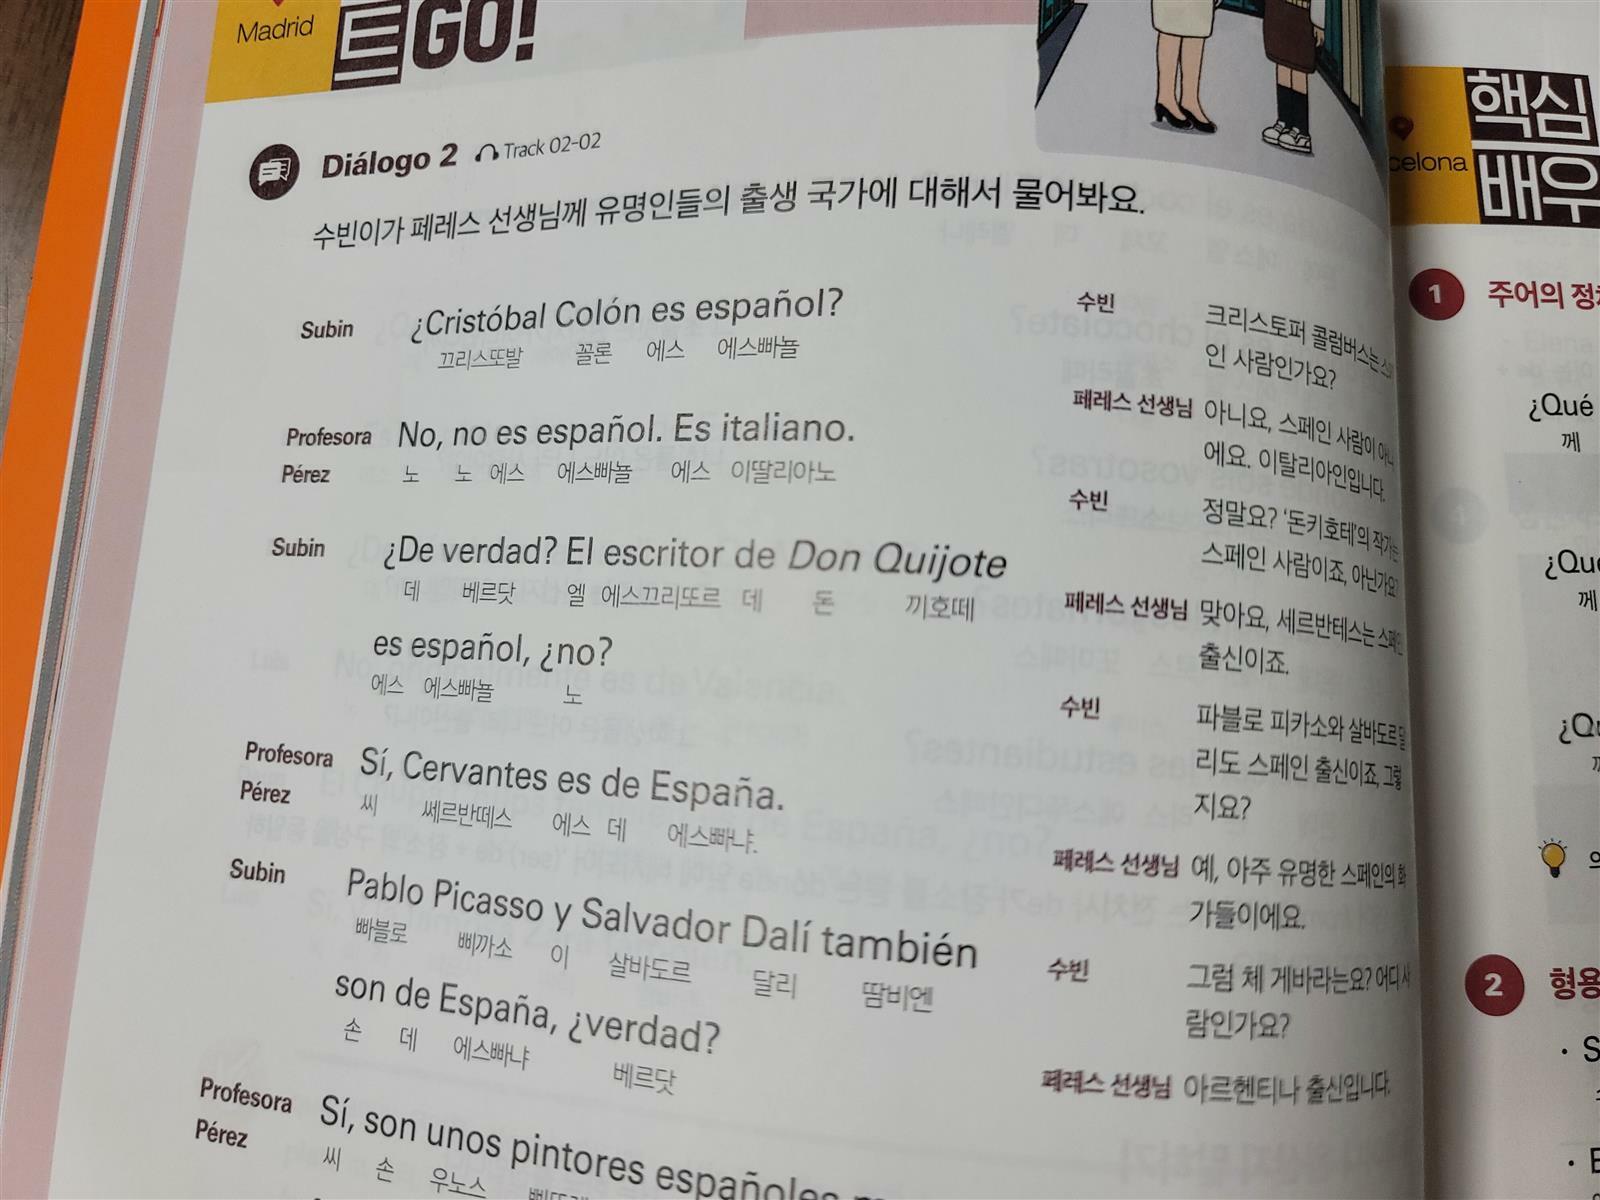 Madrid
트GO!
Diálogo 2 Track 02-02
수빈이가 페레스 선생님께 유명인들의 출생 국가에 대해서 물어봐요.
Subin ¿Cristóbal Colón es español?
끄리스또발 꼴론 에스 에스빠뇰
Profesora Pérez No, no es español. Es italiano.
노 노 에스 에스빠뇰 에스 이딸리아노
Subin ¿De verdad? El escritor de Don Quijote
데 베르닷 엘 에스끄리또르 데 돈 끼호떼
es español, ¿no?
에스 에스빠뇰 노
Profesora Pérez Sí, Cervantes es de España.
씨 쎄르반떼스 에스 데 에스빠냐.
Subin Pablo Picasso y Salvador Dalí también
빠블로 삐까소 이 살바도르 달리 땀비엔
son de España, ¿verdad?
손 데 에스빠냐 베르닷
Profesora Pérez Sí, son unos pintores españoles
씨 손 우노스
수빈 크리스토퍼 콜럼버스는
인 사람인가요?
페레스 선생님 아니요, 스페인 사람이 아니
에요. 이탈리아인입니다.
수빈 정말요? '돈키호테'의 작가는
스페인 사람이죠, 아닌가요?
페레스 선생님 맞아요, 세르반테스는 스페인
출신이죠.
수빈 파블로 피카소와 살바도르 달
리도 스페인 출신이죠, 그렇
지요?
페레스 선생님 예, 아주 유명한 스페인의 화
가들이에요.
수빈 그럼 체 게바라는요? 어디 사
람인가요?
페레스 선생님 아르헨티나 출신입니다.
celona
핵심
배우
1 주어의 정
¿Qué
께
¿Qué
께
¿Qu
2 형용